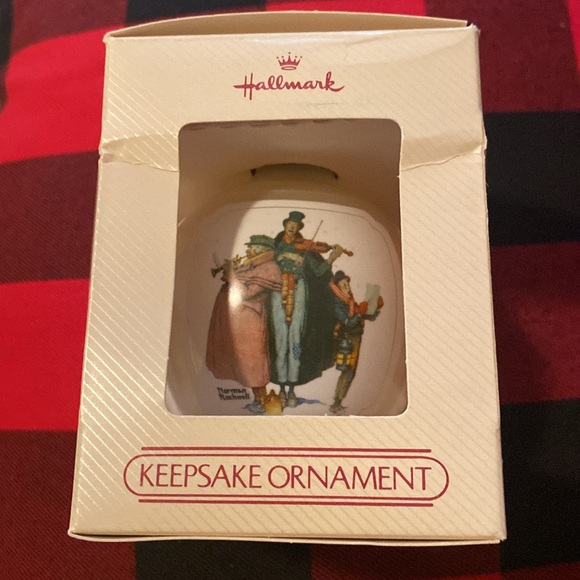 Hallmark
Norman
Rockwell
KEEPSAKE ORNAMENT